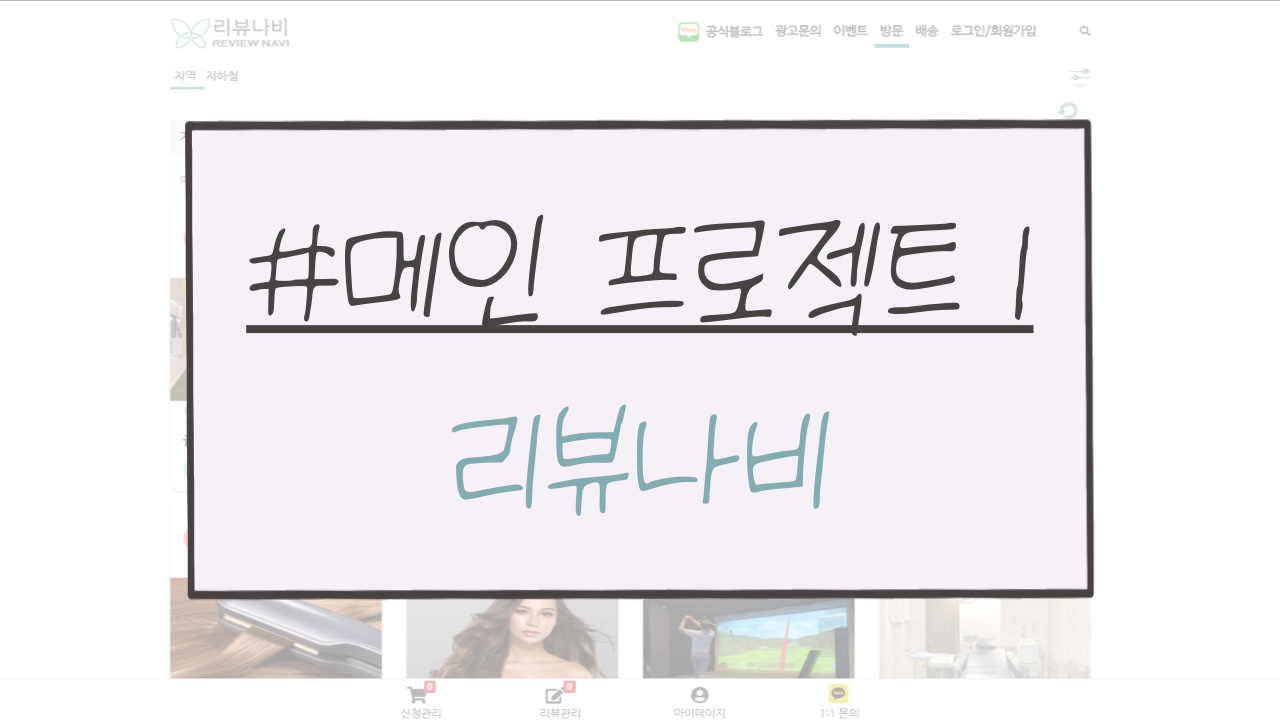 리뷰나비
REVIEW NAVI
blog 공식블로그 광고문의 이벤트 방문 배송 로그인/회원가입
지역 지하철
#메인 프로젝트 1
리뷰나비
0 0
신청관리 리뷰관리 마이페이지 1:1 문의